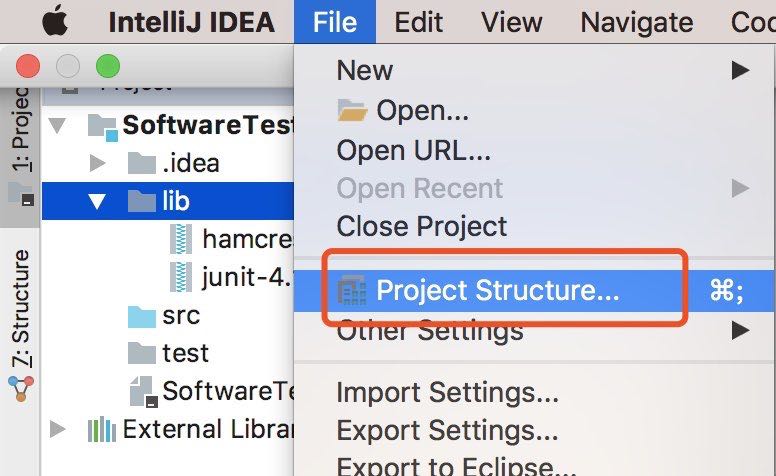 IntelliJ IDEA File Edit View Navigate
Project
1: Project
SoftwareTest
.idea
lib
junit-4.
src
test
SoftwareTe
External Librar
7: Structure
New
Open...
Open URL...
Open Recent
Close Project
Project Structure... ⌘;
Other Settings
Import Settings...
Export Settings...
Export to Eclipse...